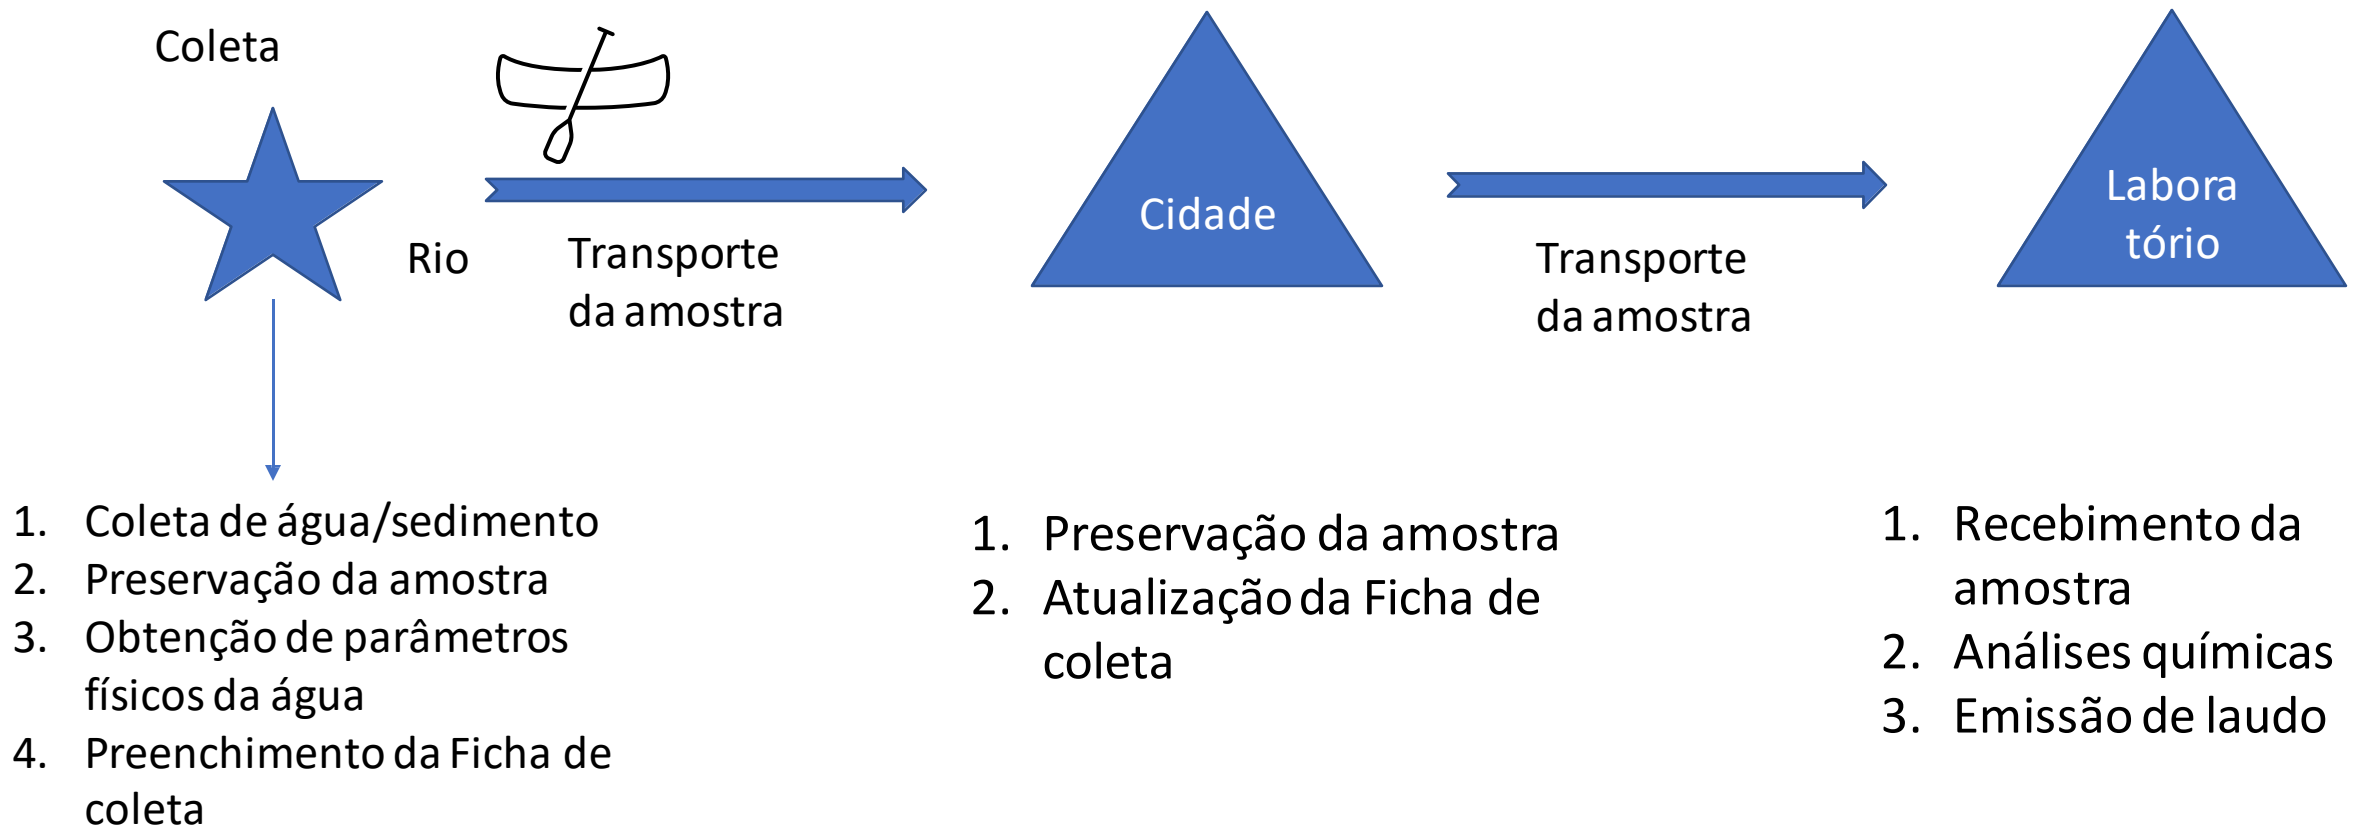 Coleta
Rio
Transporte
da amostra
Cidade
Transporte
da amostra
Labora
tório
1. Coleta de água/sedimento
2. Preservação da amostra
3. Obtenção de parâmetros
físicos da água
4. Preenchimento da Ficha de
coleta
1. Preservação da amostra
2. Atualização da Ficha de
coleta
1. Recebimento da
amostra
2. Análises químicas
3. Emissão de laudo